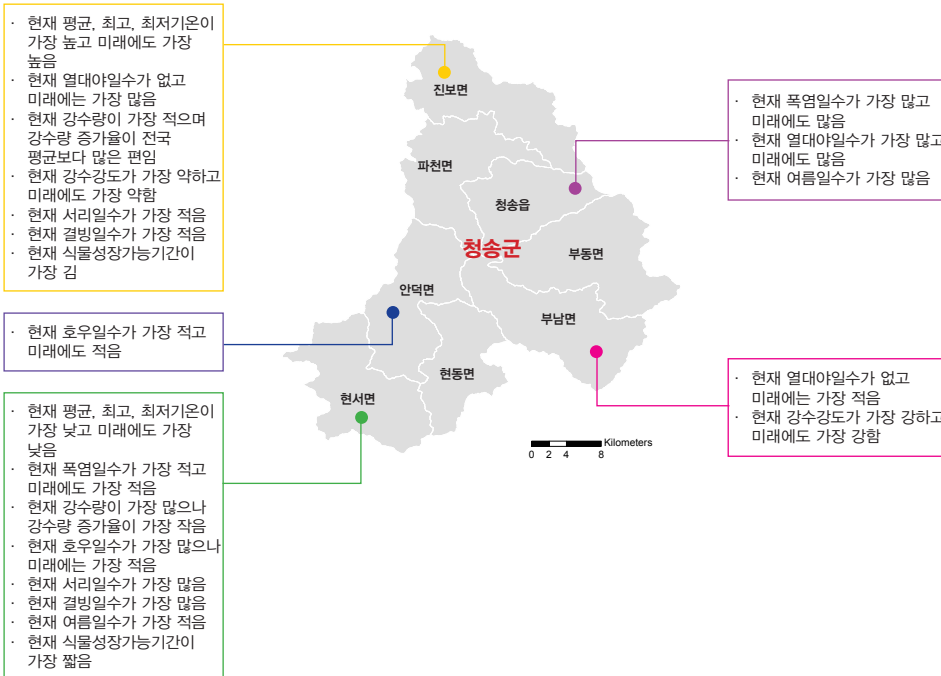 · 현재 평균, 최고, 최저기온이
가장 높고 미래에도 가장
높음
· 현재 열대야일수가 없고
미래에는 가장 많음
· 현재 강수량이 가장 적으며
강수량 증가율이 전국
평균보다 많은 편임
· 현재 강수강도가 가장 약하고
미래에도 가장 약함
· 현재 서리일수가 가장 적음
· 현재 결빙일수가 가장 적음
· 현재 식물성장가능기간이
가장 김
· 현재 호우일수가 가장 적고
미래에도 적음
· 현재 평균, 최고, 최저기온이
가장 낮고 미래에도 가장
낮음
· 현재 폭염일수가 가장 적고
미래에도 가장 적음
· 현재 강수량이 가장 많으나
강수량 증가율이 가장 작음
· 현재 호우일수가 가장 많으나
미래에는 가장 적음
· 현재 서리일수가 가장 많음
· 현재 결빙일수가 가장 많음
· 현재 여름일수가 가장 적음
· 현재 식물성장가능기간이
가장 짧음
진보면
파천면
청송읍
청송군
부동면
안덕면
부남면
현동면
현서면
Kilometers
0 2 4 8
· 현재 폭염일수가 가장 많고
미래에도 많음
· 현재 열대야일수가 가장 많고
미래에도 많음
· 현재 여름일수가 가장 많음
· 현재 열대야일수가 없고
미래에는 가장 적음
· 현재 강수강도가 가장 강하고
미래에도 가장 강함